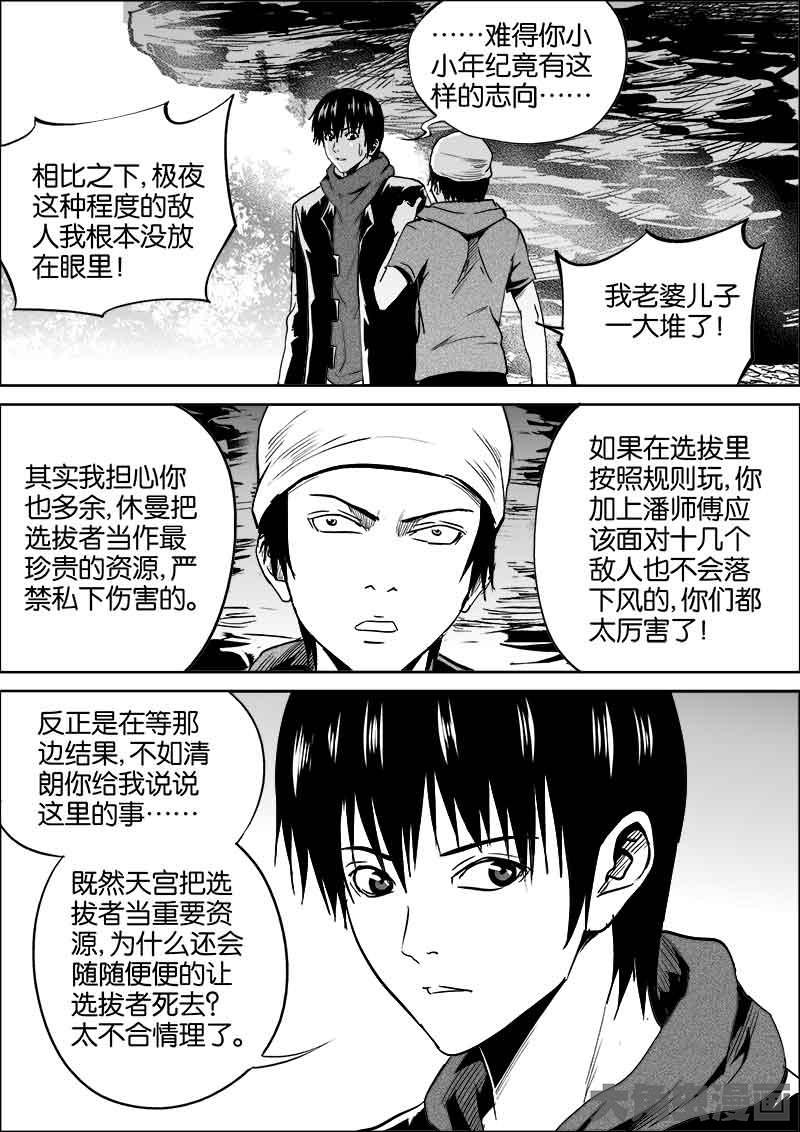 ……难得你小
小年纪竟有这
样的志向……
相比之下，极夜
这种程度的敌
人我根本没放
在眼里！
我老婆儿子
一大堆了！
其实我担心你
也多余，休曼把
选拔者当作最
珍贵的资源，严
禁私下伤害的。
如果在选拔里
按照规则玩，你
加上潘师傅应
该面对十几个
敌人也不会落
下风的，你们都
太厉害了！
反正是在等那
边结果，不如清
朗你给我说说
这里的事……
既然天宫把选
拔者当重要资
源，为什么还会
随随便便的让
选拔者死去？
太不合情理了。
大角虫漫画